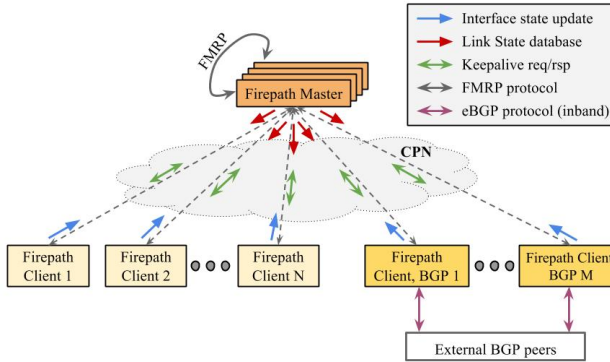 FMRP
Firepath Master
Interface state update
Link State database
Keepalive req/rsp
FMRP protocol
eBGP protocol (inband)
CPN
Firepath
Client 1
Firepath
Client 2
Firepath
Client N
Firepath
Client, BGP 1
Firepath Client
BGP M
External BGP peers